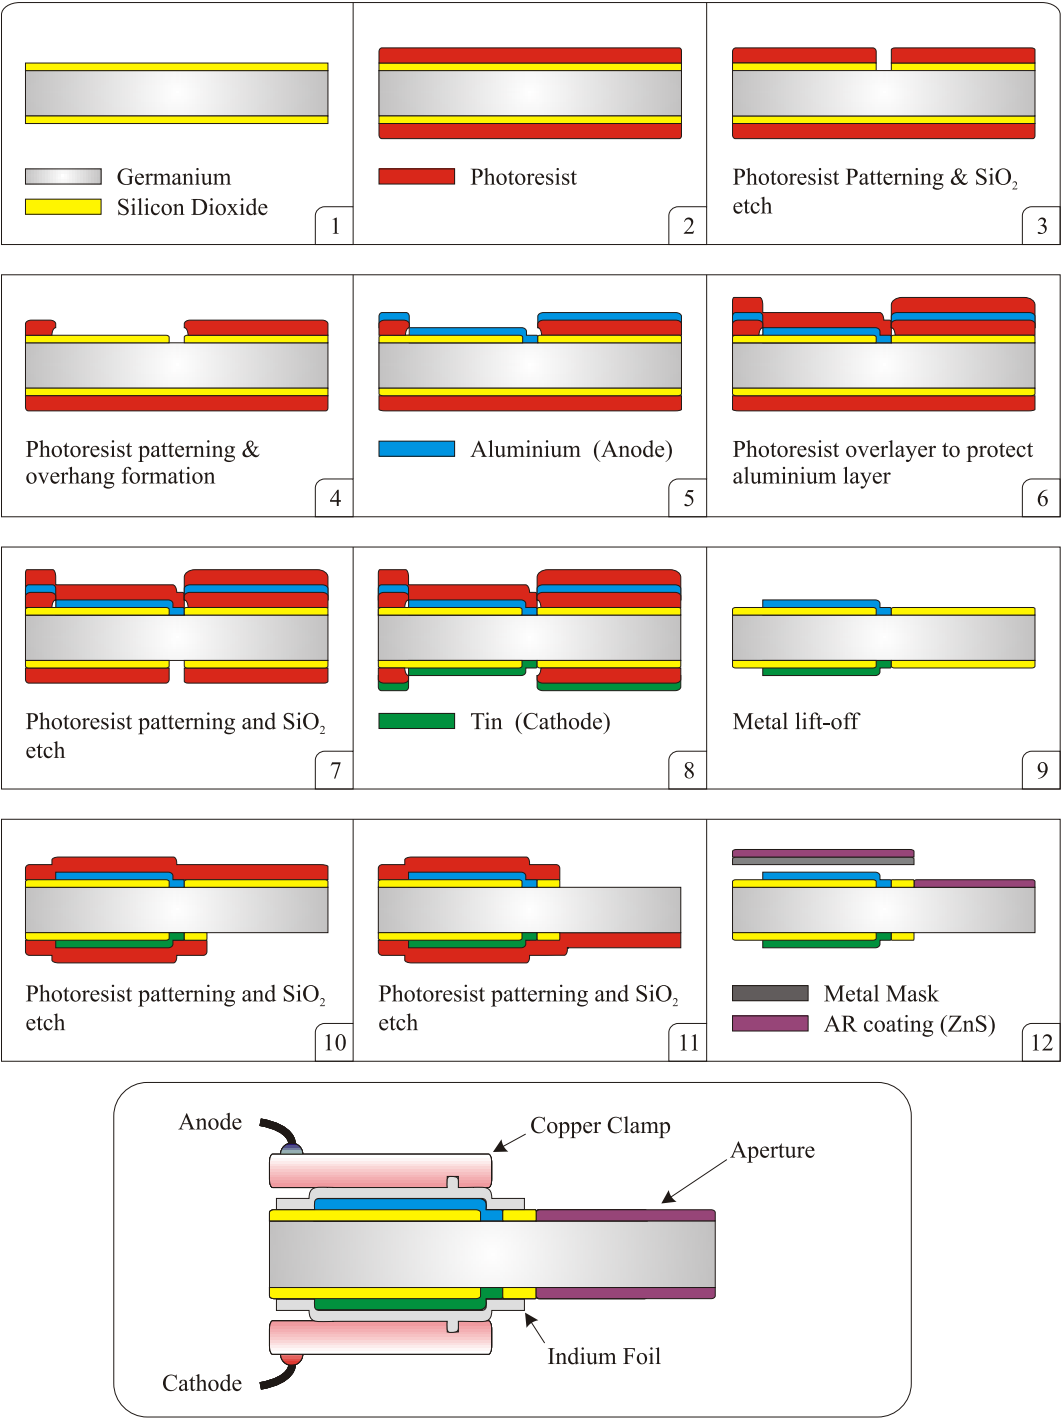 Germanium
Silicon Dioxide
1
Photoresist
2
Photoresist Patterning & SiO₂
etch
3
Photoresist patterning &
overhang formation
4
Aluminium (Anode)
5
Photoresist overlayer to protect
aluminium layer
6
Photoresist patterning and SiO₂
etch
7
Tin (Cathode)
8
Metal lift-off
9
Photoresist patterning and SiO₂
etch
10
Photoresist patterning and SiO₂
etch
11
Metal Mask
AR coating (ZnS)
12
Anode
Copper Clamp
Aperture
Indium Foil
Cathode